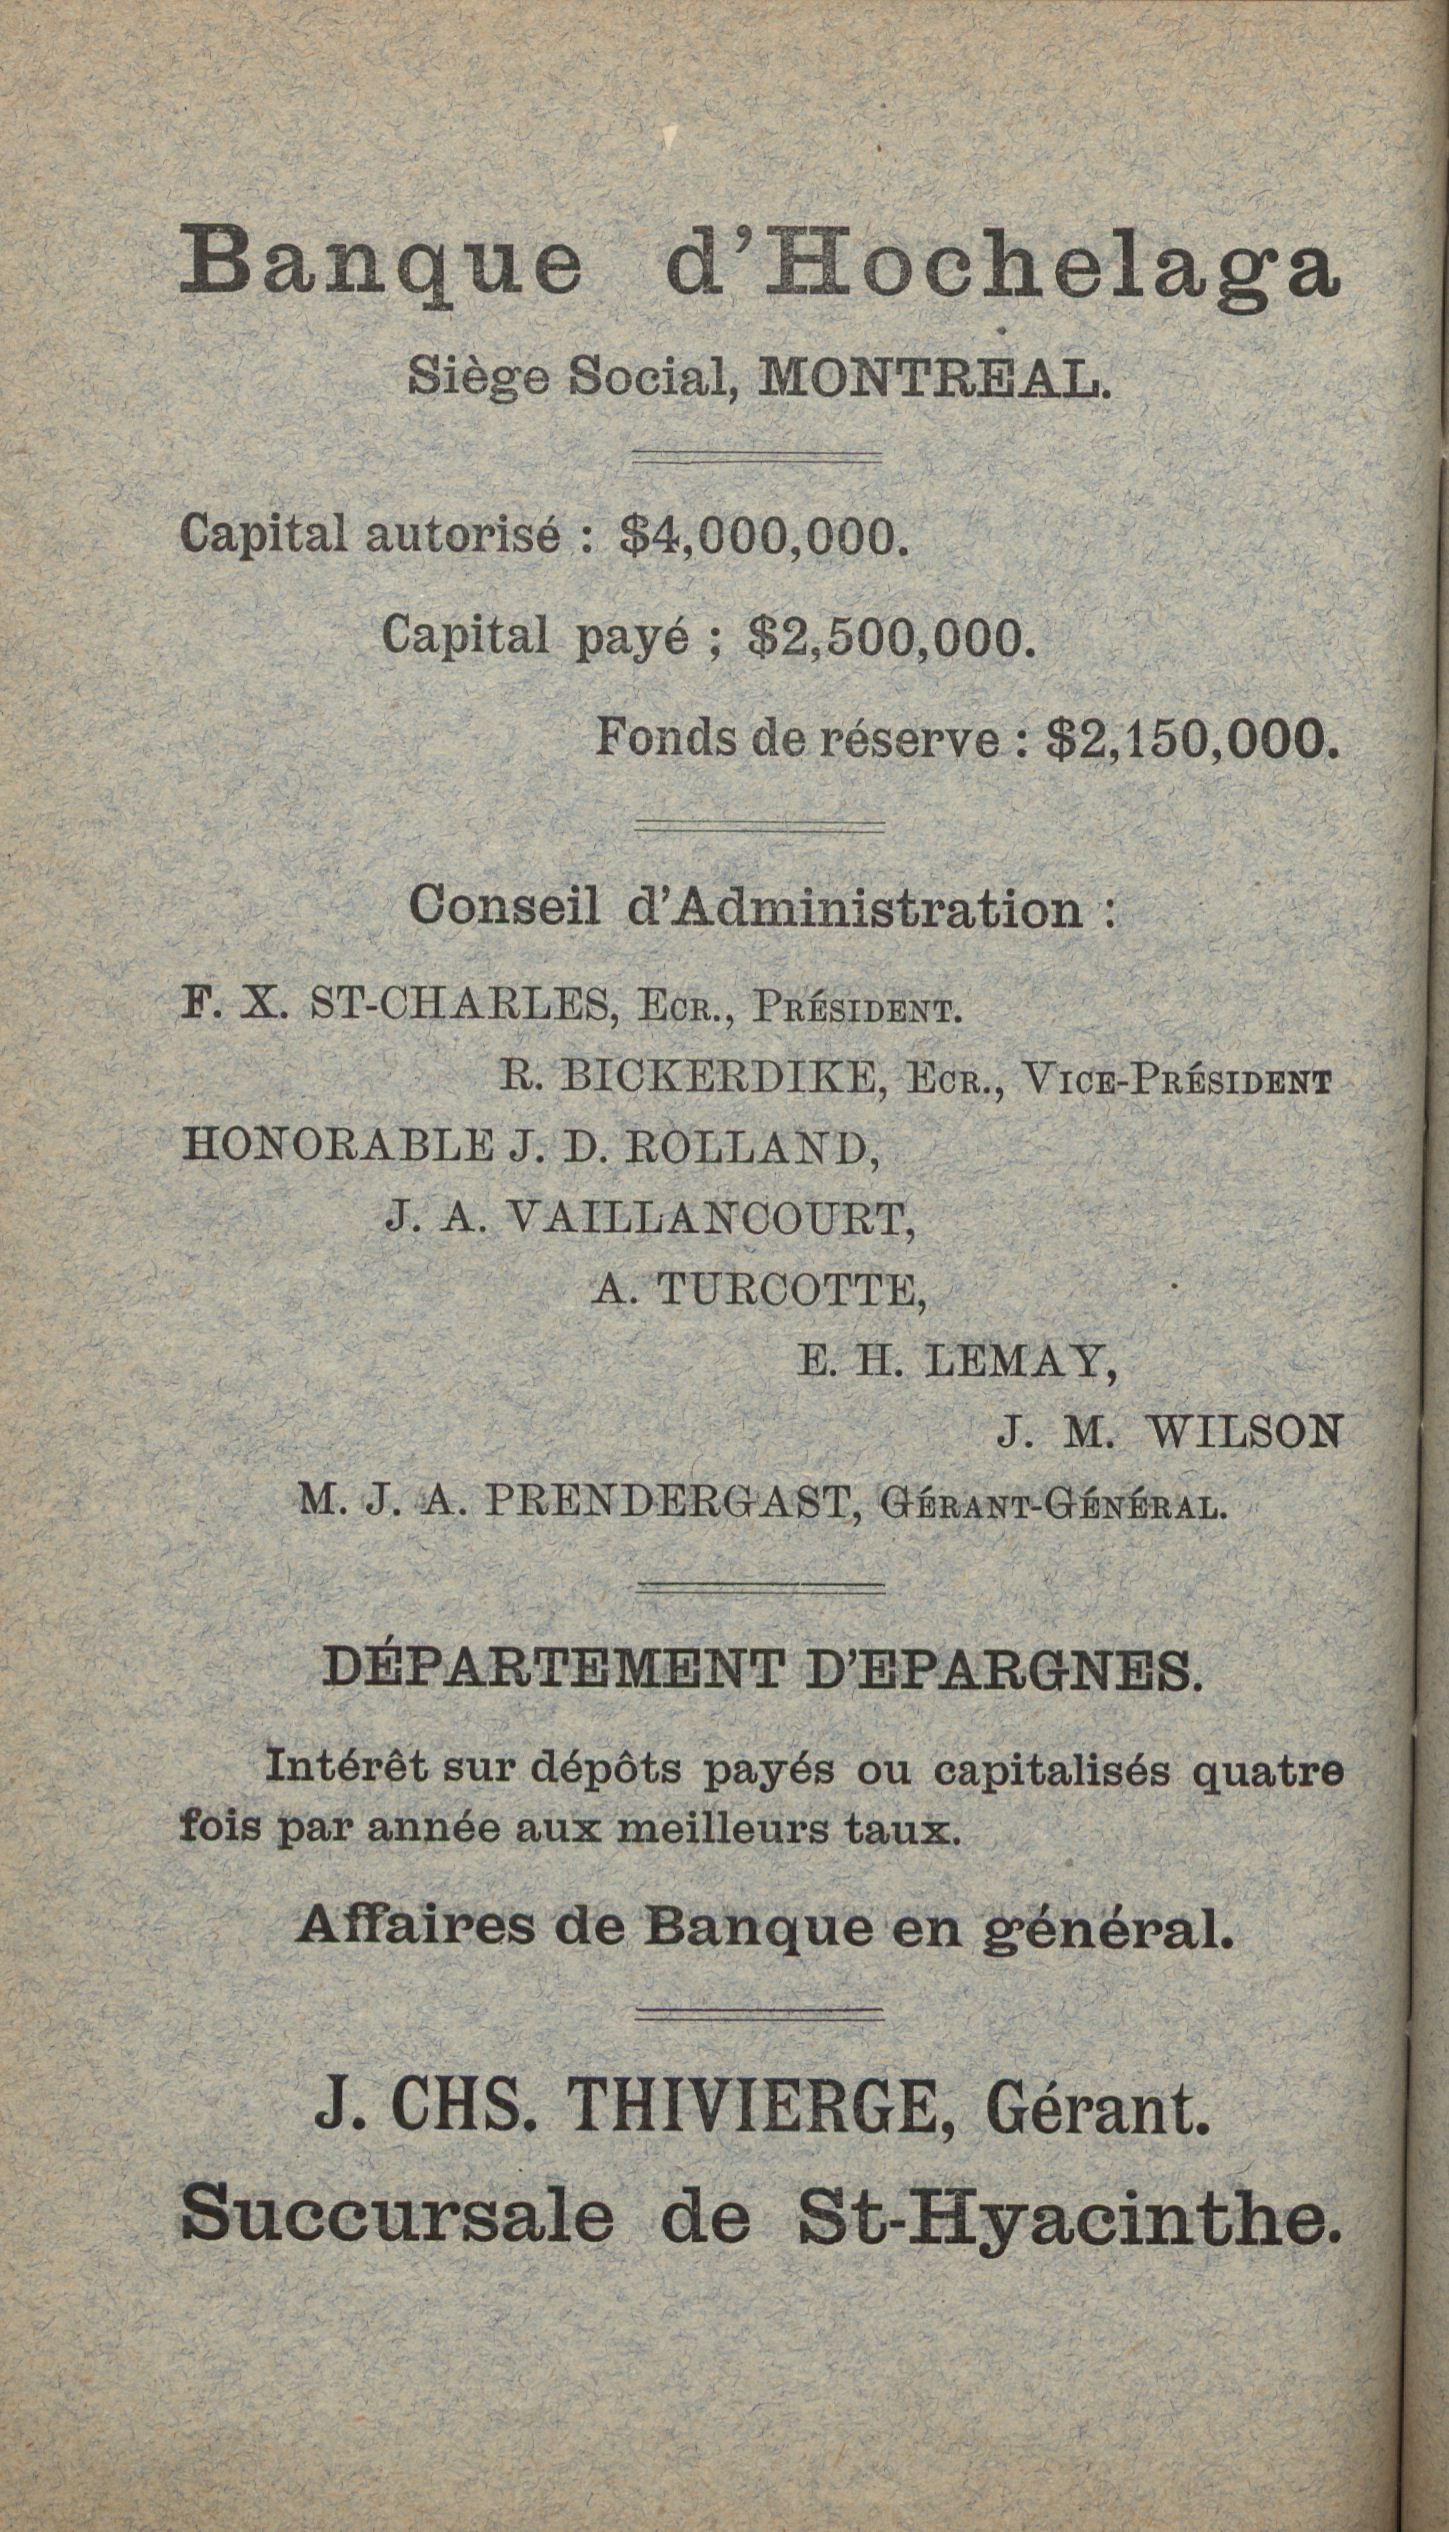 Banque d'Hochelaga
Siège Social, MONTREAL.
Capital autorisé : $4,000,000.
Capital payé ; $2,500,000.
Fonds de réserve : $2,150,000.
Conseil d'Administration :
F. X. ST-CHARLES, ECR., PRÉSIDENT.
R. BICKERDIKE, ECR., VICE-PRÉSIDENT
HONORABLE J. D. ROLLAND,
J. A. VAILLANCOURT,
A. TURCOTTE,
E. H. LEMAY,
J. M. WILSON
M. J. A. PRENDERGAST, GÉRANT-GÉNÉRAL.
DÉPARTEMENT D'EPARGNES.
Intérêt sur dépôts payés ou capitalisés quatre
fois par année aux meilleurs taux.
Affaires de Banque en général.
J. CHS. THIVIERGE, Gérant.
Succursale de St-Hyacinthe.